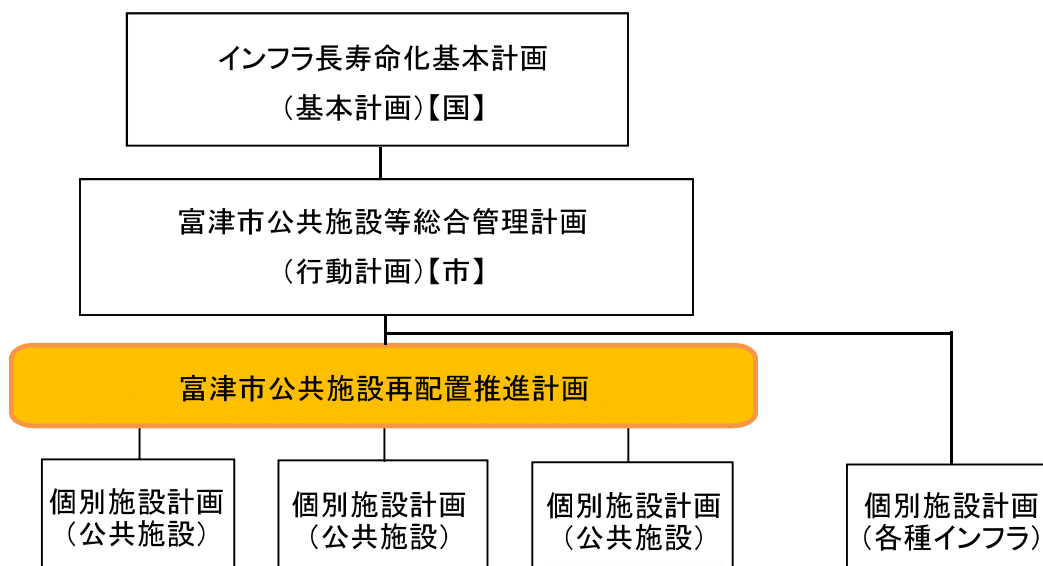 インフラ長寿命化基本計画
（基本計画）【国】
富津市公共施設等総合管理計画
（行動計画）【市】
富津市公共施設再配置推進計画
個別施設計画
（公共施設）
個別施設計画
（公共施設）
個別施設計画
（公共施設）
個別施設計画
（各種インフラ）